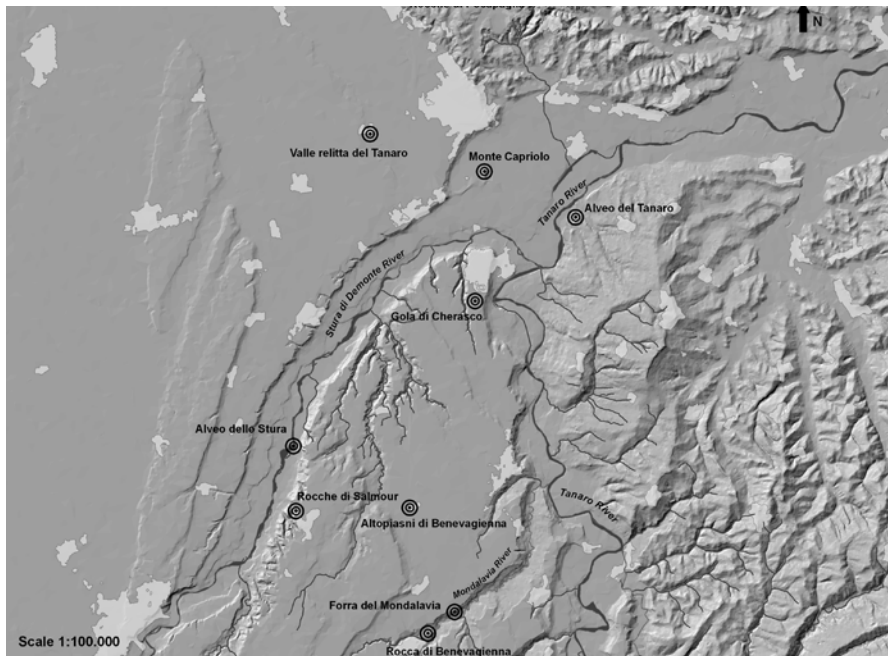 N
Valle relitta del Tanaro
Monte Capriolo
Tanaro River
Alveo del Tanaro
Stura di Demonte River
Gola di Cherasco
Alveo dello Stura
Rocche di Salmour
Altopiasni di Benevagienna
Tanaro River
Mondalavia River
Forra del Mondalavia
Rocca di Benevagienna
Scale 1:100.000